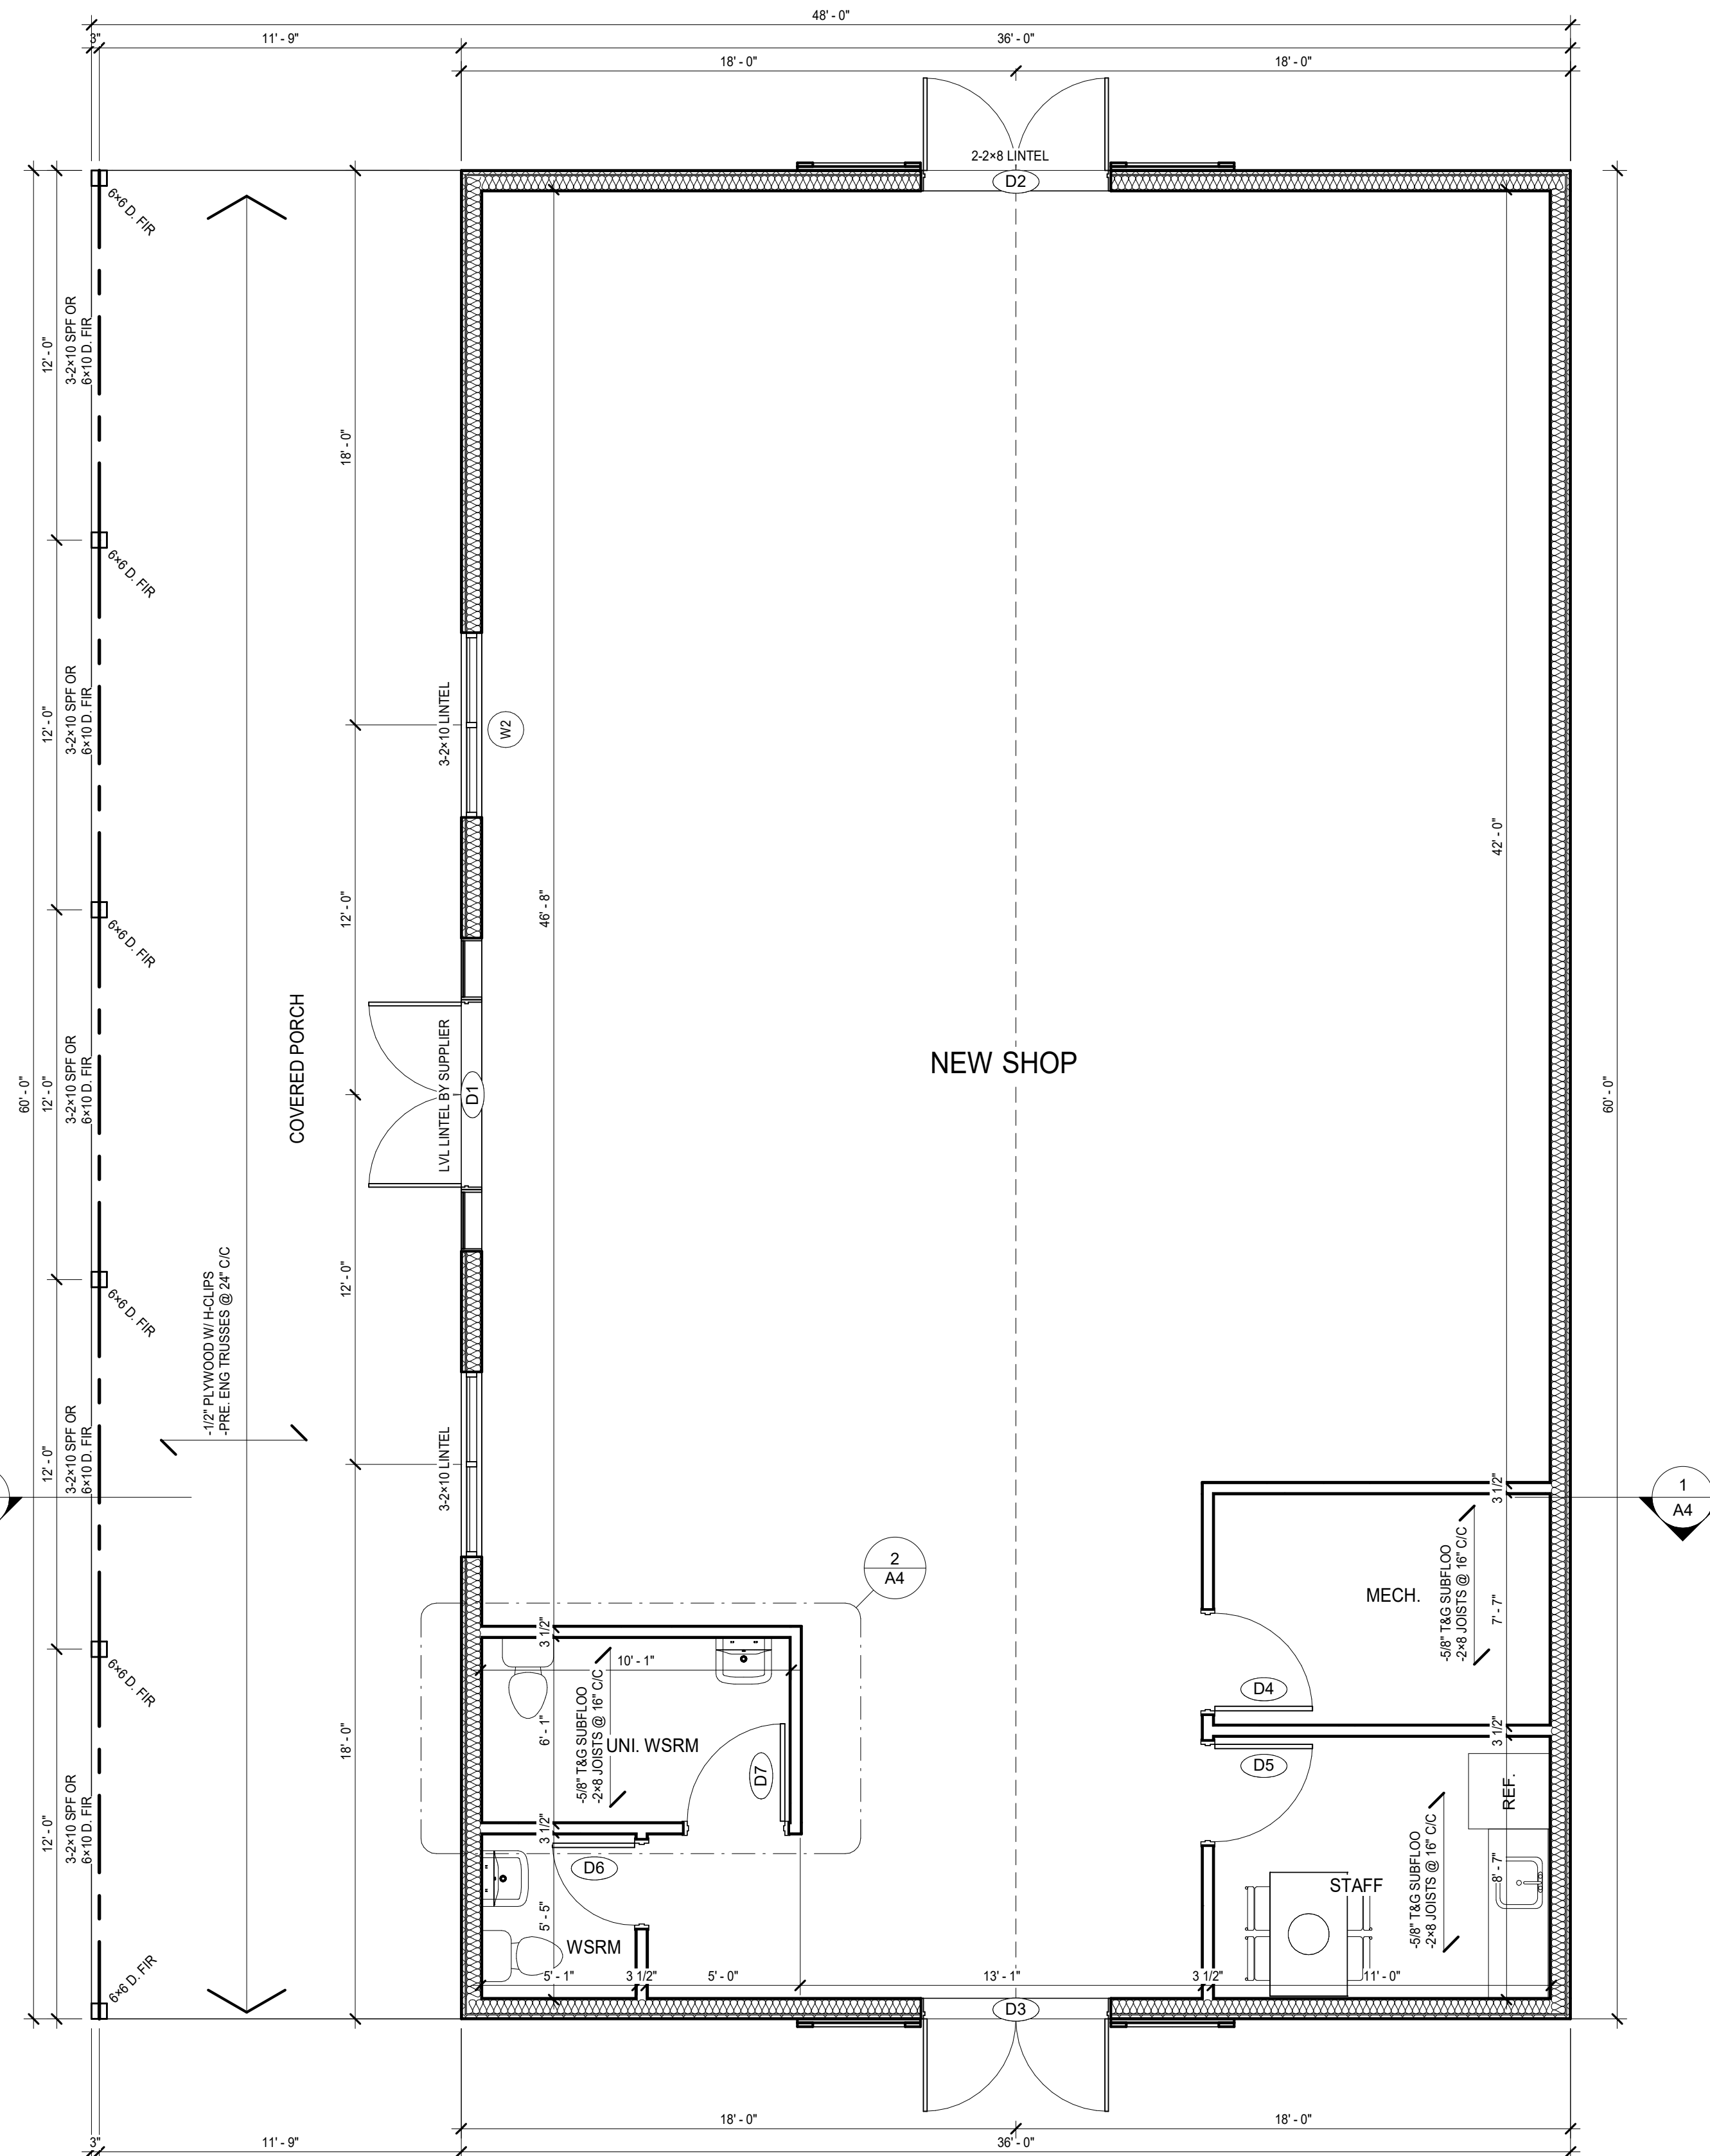 48' - 0"
3"
11' - 9"
36' - 0"
18' - 0"
18' - 0"
2-2×8 LINTEL
D2
6×6 D. FIR
12' - 0"
3-2×10 SPF OR
6×10 D. FIR
18' - 0"
6×6 D. FIR
12' - 0"
3-2×10 SPF OR
6×10 D. FIR
3-2×10 LINTEL
W2
42' - 0"
12' - 0"
46' - 8"
6×6 D. FIR
COVERED PORCH
NEW SHOP
60' - 0"
12' - 0"
3-2×10 SPF OR
6×10 D. FIR
LVL LINTEL BY SUPPLIER
D1
60' - 0"
6×6 D. FIR
-1/2" PLYWOOD W/ H-CLIPS
-PRE. ENG TRUSSES @ 24" C/C
12' - 0"
12' - 0"
3-2×10 SPF OR
6×10 D. FIR
3-2×10 LINTEL
3 1/2"
1
A4
2
A4
MECH.
-5/8" T&G SUBFLOO
-2×8 JOISTS @ 16" C/C
7' - 7"
3 1/2"
10' - 1"
6×6 D. FIR
D4
-5/8" T&G SUBFLOO
-2×8 JOISTS @ 16" C/C
6' - 1"
UNI. WSRM
D7
3 1/2"
18' - 0"
D5
REF.
12' - 0"
3-2×10 SPF OR
6×10 D. FIR
3 1/2"
D6
STAFF
-5/8" T&G SUBFLOO
-2×8 JOISTS @ 16" C/C
8' - 7"
5' - 5"
WSRM
6×6 D. FIR
5' - 1"
3 1/2"
5' - 0"
13' - 1"
3 1/2"
11' - 0"
D3
18' - 0"
18' - 0"
3"
11' - 9"
36' - 0"